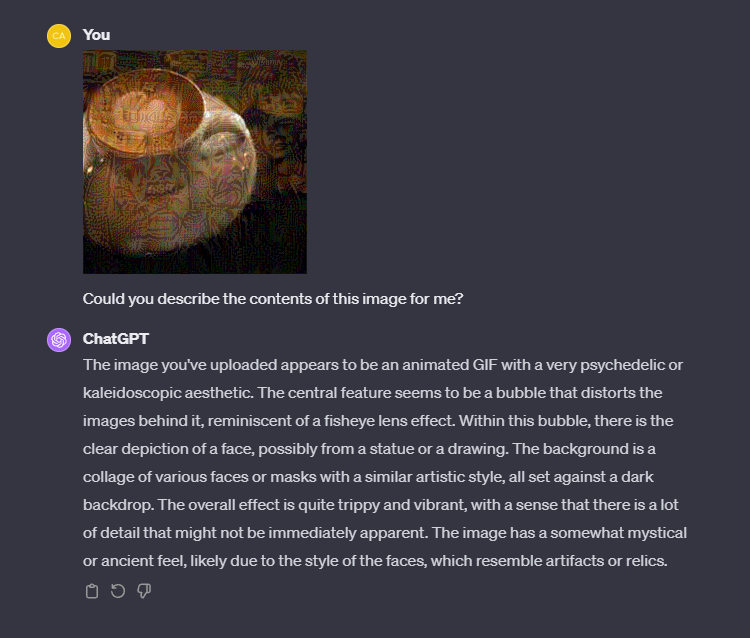 CA
You
Could you describe the contents of this image for me?
ChatGPT
The image you've uploaded appears to be an animated GIF with a very psychedelic or
kaleidoscopic aesthetic. The central feature seems to be a bubble that distorts the
images behind it, reminiscent of a fisheye lens effect. Within this bubble, there is the
clear depiction of a face, possibly from a statue or a drawing. The background is a
collage of various faces or masks with a similar artistic style, all set against a dark
backdrop. The overall effect is quite trippy and vibrant, with a sense that there is a lot
of detail that might not be immediately apparent. The image has a somewhat mystical
or ancient feel, likely due to the style of the faces, which resemble artifacts or relics.